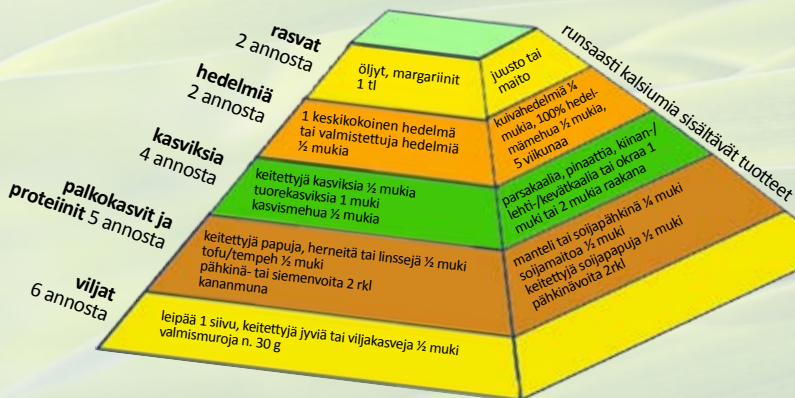 rasvat
2 annosta
hedelmiä
2 annosta
kasviksia
4 annosta
palkokasvit ja
proteiinit 5 annosta
viljat
6 annosta
öljyt, margariinit
1 tl
1 keskikokoinen hedelmä
tai valmistettuja hedelmiä
½ mukia
keitettyjä kasviksia ½ mukia
tuorekasviksia 1 muki
kasvismehua ½ mukia
keitettyjä papuja, herneitä tai linssejä ½ muki
tofu/tempeh ½ muki
pähkinä- tai siemenvoita 2 rkl
kananmuna
leipää 1 siivu, keitettyjä jyviä tai viljakasveja ½ muki
valmismuroja n. 30 g
runsaasti kalsiumia sisältävät tuotteet
juusto tai
maito
kuivahedelmiä ¼
mukia, 100% hedel-
mämehua ½ mukia,
5 viikunaa
parsakaalia, pinaattia, kiinan-/
lehti-/kevätkaalia tai okraa 1
muki tai 2 mukia raakana
manteli tai soijapähkinä ¼ muki
soijamaitoa ½ muki
keitettyjä soijapapuja ½ muki
pähkinävoita 2rkl